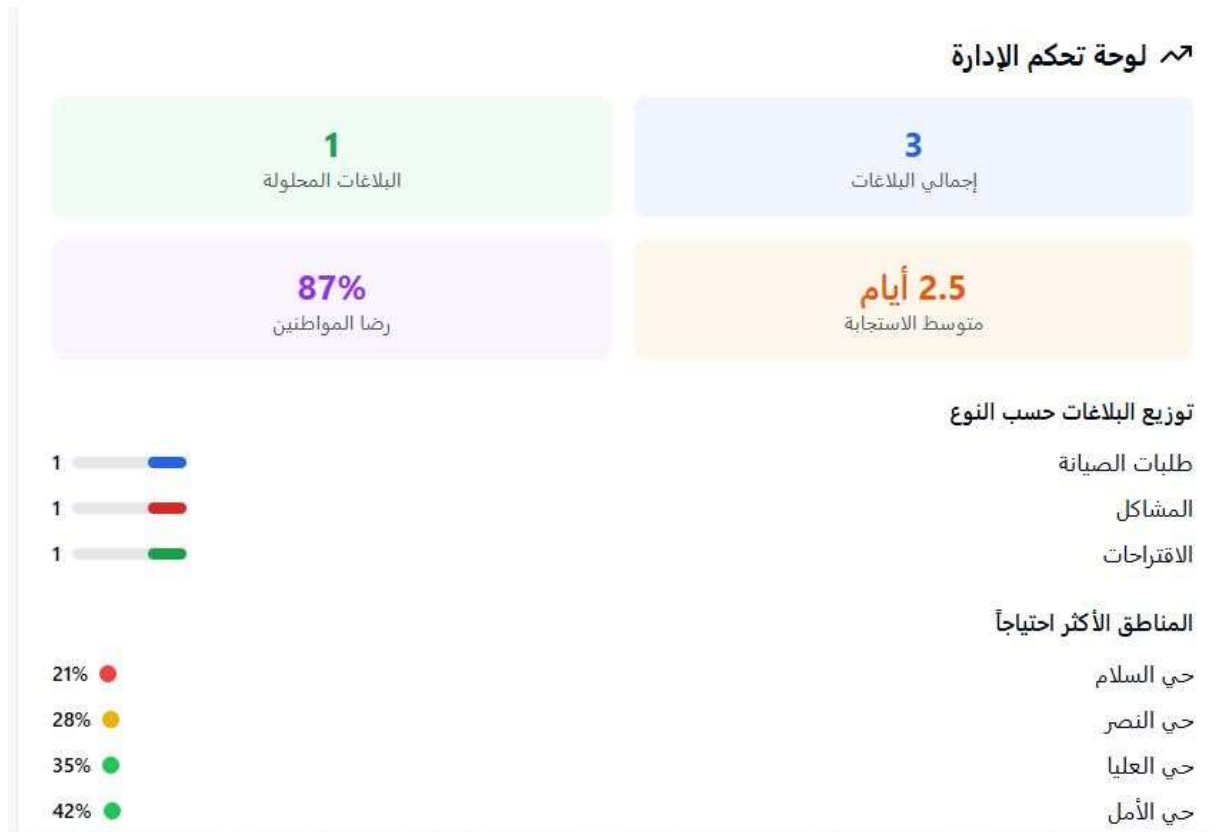 لوحة تحكم الإدارة
3
إجمالي البلاغات
1
البلاغات المحلولة
2.5 أيام
متوسط الاستجابة
87%
رضا المواطنين
توزيع البلاغات حسب النوع
طلبات الصيانة 1
المشاكل 1
الاقتراحات 1
المناطق الأكثر احتياجاً
حي السلام 21%
حي النصر 28%
حي العليا 35%
حي الأمل 42%